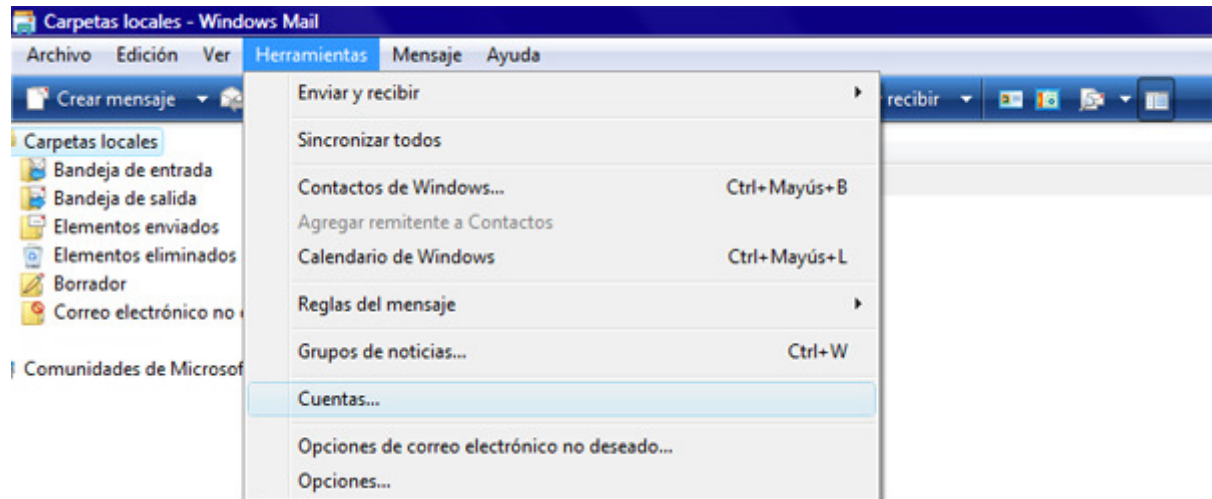 Carpetas locales - Windows Mail
Archivo Edición Ver Herramientas Mensaje Ayuda
Crear mensaje recibir
Carpetas locales
Bandeja de entrada
Bandeja de salida
Elementos enviados
Elementos eliminados
Borrador
Correo electrónico no
Comunidades de Microsof
Enviar y recibir
Sincronizar todos
Contactos de Windows... Ctrl+Mayús+B
Agregar remitente a Contactos
Calendario de Windows Ctrl+Mayús+L
Reglas del mensaje
Grupos de noticias... Ctrl+W
Cuentas...
Opciones de correo electrónico no deseado...
Opciones...